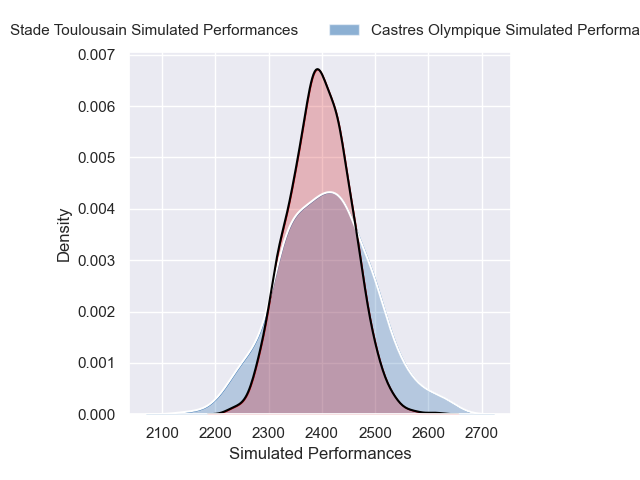 Stade Toulousain Simulated Performances
Castres Olympique Simulated Performa
0.007
0.006
0.005
0.004
0.003
0.002
0.001
0.000
Density
2100 2200 2300 2400 2500 2600 2700
Simulated Performances